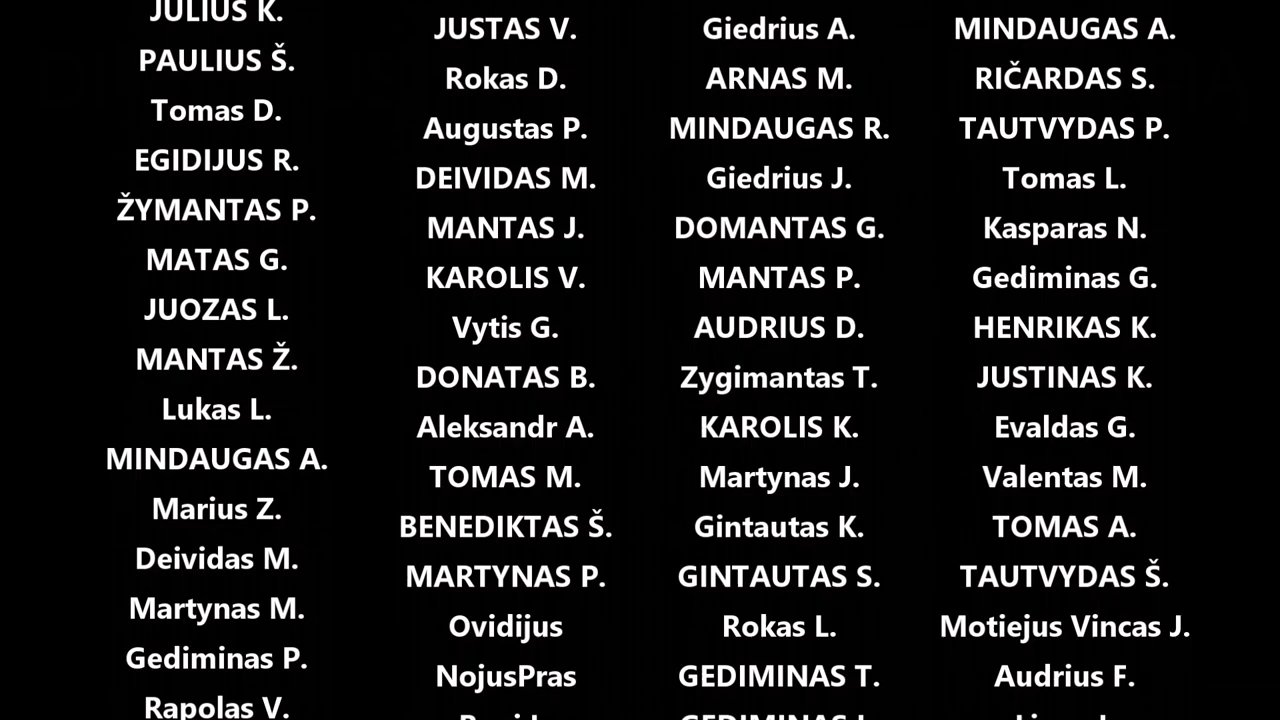 JULIUS K.
PAULIUS Š.
Tomas D.
EGIDIJUS R.
ŽYMANTAS P.
MATAS G.
JUOZAS L.
MANTAS Ž.
Lukas L.
MINDAUGAS A.
Marius Z.
Deividas M.
Martynas M.
Gediminas P.
Rapolas V.
JUSTAS V.
Rokas D.
Augustas P.
DEIVIDAS M.
MANTAS J.
KAROLIS V.
Vytis G.
DONATAS B.
Aleksandr A.
TOMAS M.
BENEDIKTAS Š.
MARTYNAS P.
Ovidijus
NojusPras
Giedrius A.
ARNAS M.
MINDAUGAS R.
Giedrius J.
DOMANTAS G.
MANTAS P.
AUDRIUS D.
Zygimantas T.
KAROLIS K.
Martynas J.
Gintautas K.
GINTAUTAS S.
Rokas L.
GEDIMINAS T.
GEDIMINAS
MINDAUGAS A.
RIČARDAS S.
TAUTVYDAS P.
Tomas L.
Kasparas N.
Gediminas G.
HENRIKAS K.
JUSTINAS K.
Evaldas G.
Valentas M.
TOMAS A.
TAUTVYDAS Š.
Motiejus Vincas J.
Audrius F.